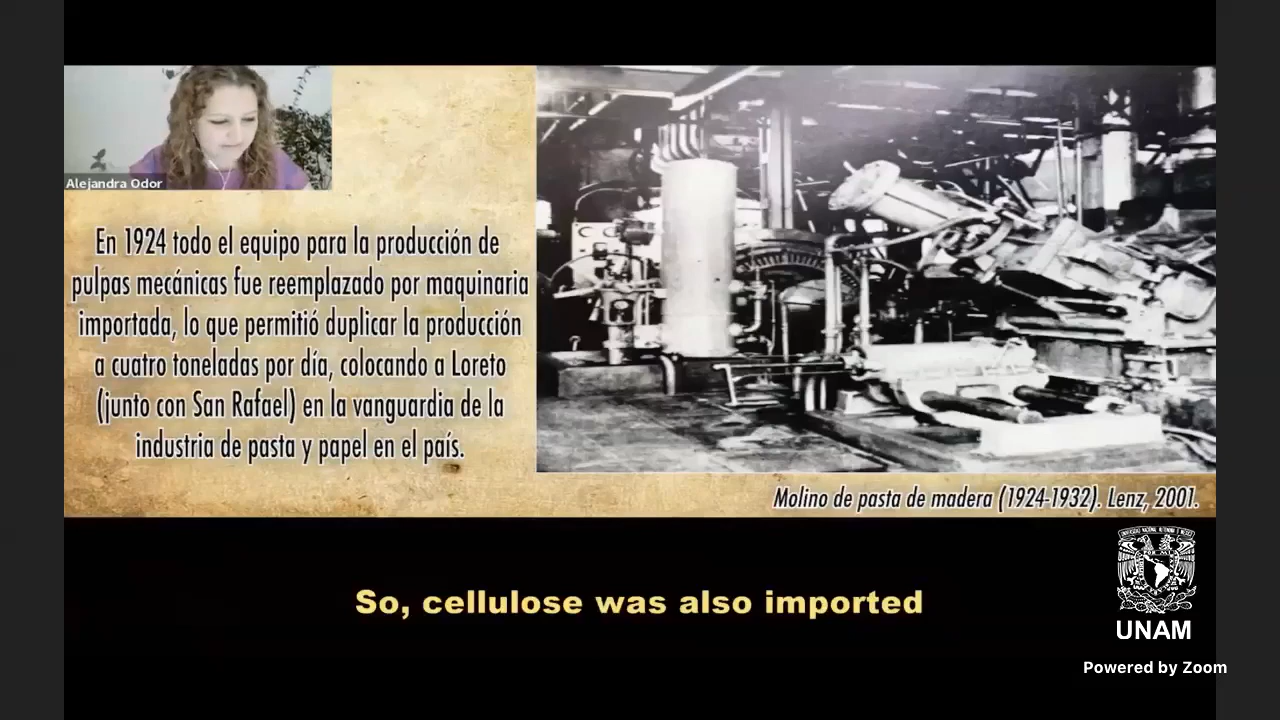 Alejandra Odor
En 1924 todo el equipo para la producción de
pulpas mecánicas fue reemplazado por maquinaria
importada, lo que permitió duplicar la producción
a cuatro toneladas por día, colocando a Loreto
(junto con San Rafael) en la vanguardia de la
industria de pasta y papel en el país.
Molino de pasta de madera (1924-1932). Lenz, 2001.
So, cellulose was also imported
UNAM
Powered by Zoom